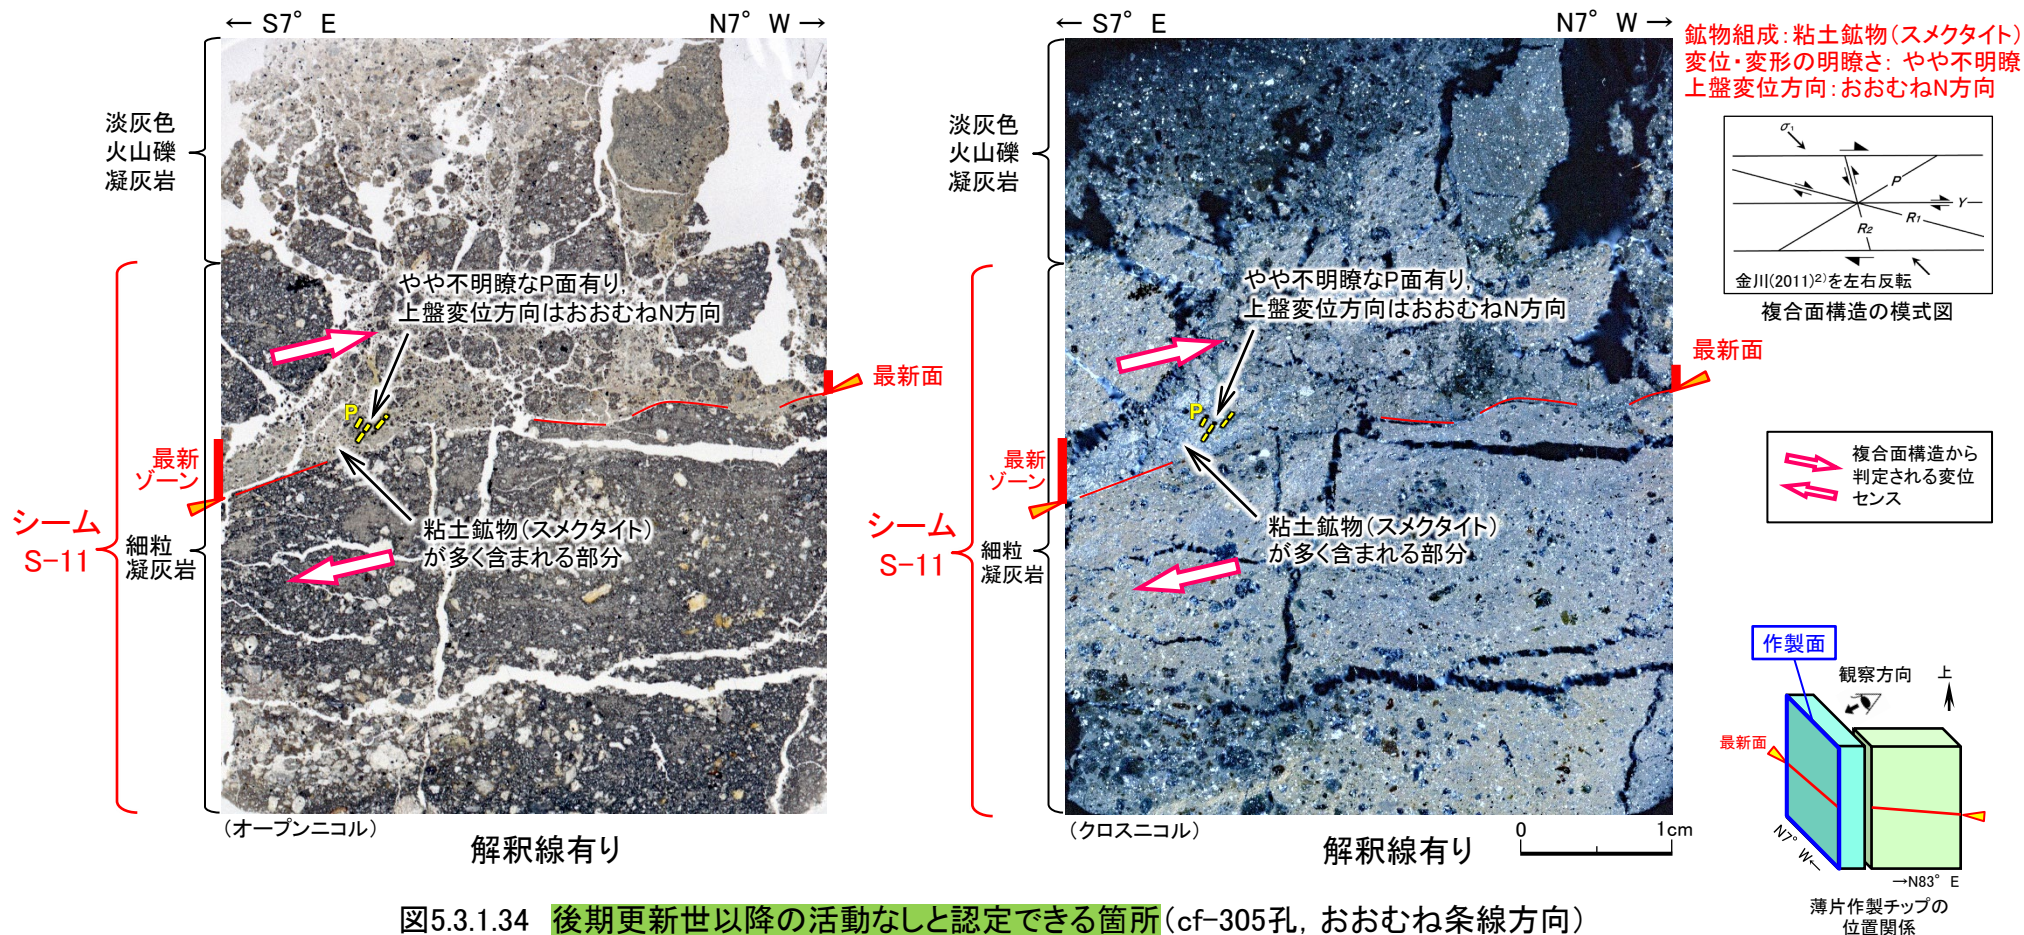 ← S7° E
N7° W →
淡灰色
火山礫
凝灰岩
やや不明瞭なP面有り,
上盤変位方向はおおむねN方向
最新面
P
最新
ゾーン
シーム
S-11
細粒
凝灰岩
粘土鉱物(スメクタイト)
が多く含まれる部分
(オープンニコル)
解釈線有り
← S7° E
N7° W →
淡灰色
火山礫
凝灰岩
やや不明瞭なP面有り,
上盤変位方向はおおむねN方向
最新面
P
最新
ゾーン
シーム
S-11
細粒
凝灰岩
粘土鉱物(スメクタイト)
が多く含まれる部分
(クロスニコル)
解釈線有り
0 1cm
鉱物組成:粘土鉱物(スメクタイト)
変位・変形の明瞭さ: やや不明瞭
上盤変位方向:おおむねN方向
σ1
P
Y
R1
R2
金川(2011)2)を左右反転
複合面構造の模式図
複合面構造から
判定される変位
センス
作製面
観察方向
上
最新面
N7° W←
→N83° E
薄片作製チップの
位置関係
図5.3.1.34 後期更新世以降の活動なしと認定できる箇所(cf-305孔, おおむね条線方向)